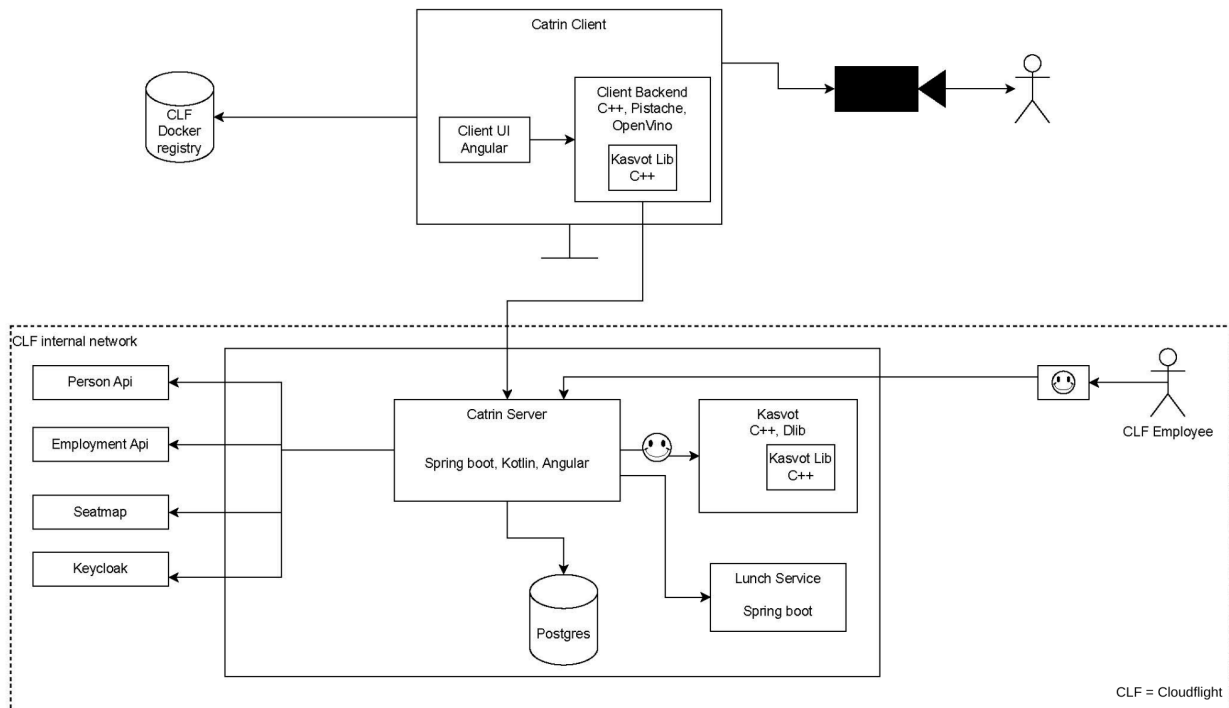 Catrin Client
CLF
Docker
registry
Client UI
Angular
Client Backend
C++, Pistache,
OpenVino
Kasvot Lib
C++
CLF internal network
Person Api
Employment Api
Seatmap
Keycloak
Catrin Server
Spring boot, Kotlin, Angular
Kasvot
C++, Dlib
Kasvot Lib
C++
CLF Employee
Lunch Service
Spring boot
Postgres
CLF = Cloudflight